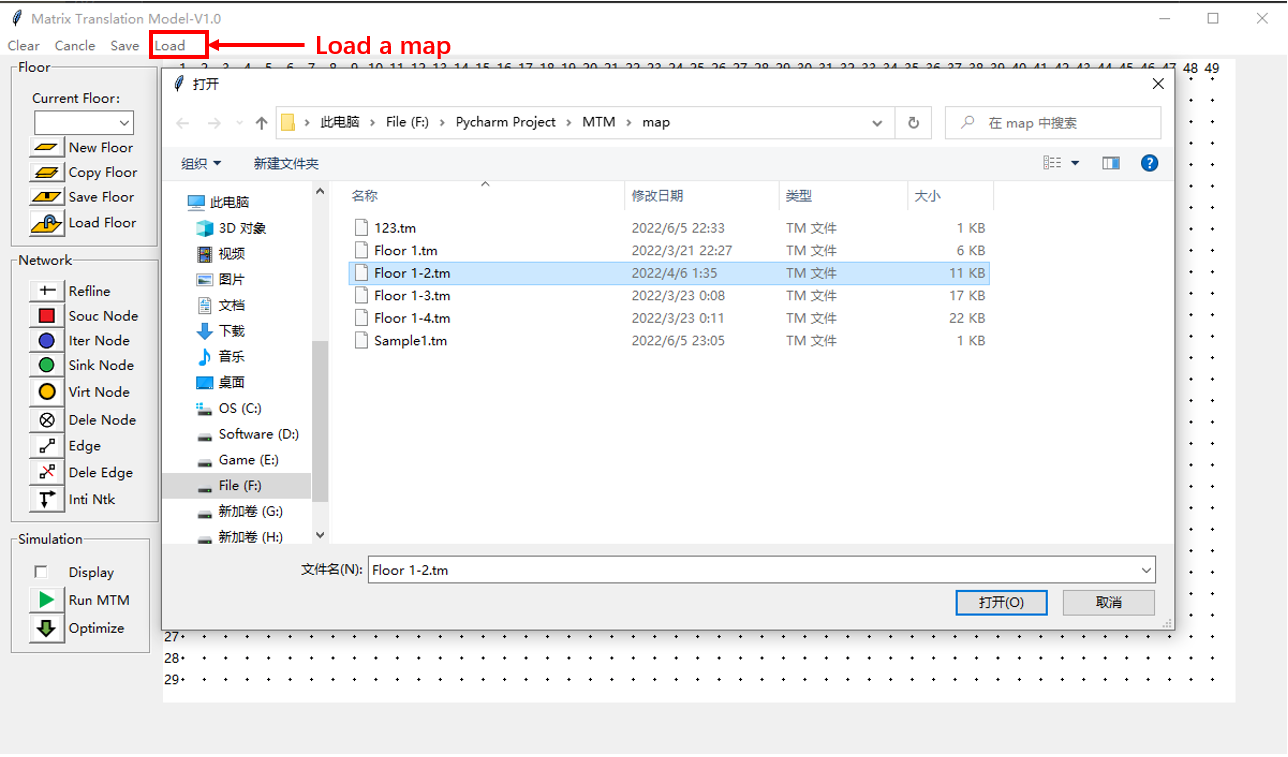 Matrix Translation Model-V1.0
Clear Cancle Save Load
Load a map
Floor
Current Floor:
New Floor
Copy Floor
Save Floor
Load Floor
Network
Refline
Souc Node
Iter Node
Sink Node
Virt Node
Dele Node
Edge
Dele Edge
Inti Ntk
Simulation
Display
Run MTM
Optimize
1 2 3 4 5 6 7 8 9 10 11 12 13 14 15 16 17 18 19 20 21 22 23 24 25 26 27 28 29 30 31 32 33 34 35 36 37 38 39 40 41 42 43 44 45 46 47 48 49
打开
此电脑 › File (F:) › Pycharm Project › MTM › map
在 map 中搜索
组织 新建文件夹
此电脑
3D 对象
视频
图片
文档
下载
音乐
桌面
OS (C:)
Software (D:)
Game (E:)
File (F:)
新加卷 (G:)
新加卷 (H:)
名称 修改日期 类型 大小
123.tm 2022/6/5 22:33 TM 文件 1 KB
Floor 1.tm 2022/3/21 22:27 TM 文件 6 KB
Floor 1-2.tm 2022/4/6 1:35 TM 文件 11 KB
Floor 1-3.tm 2022/3/23 0:08 TM 文件 17 KB
Floor 1-4.tm 2022/3/23 0:11 TM 文件 22 KB
Sample1.tm 2022/6/5 23:05 TM 文件 1 KB
文件名(N): Floor 1-2.tm
打开(O) 取消
27
28
29